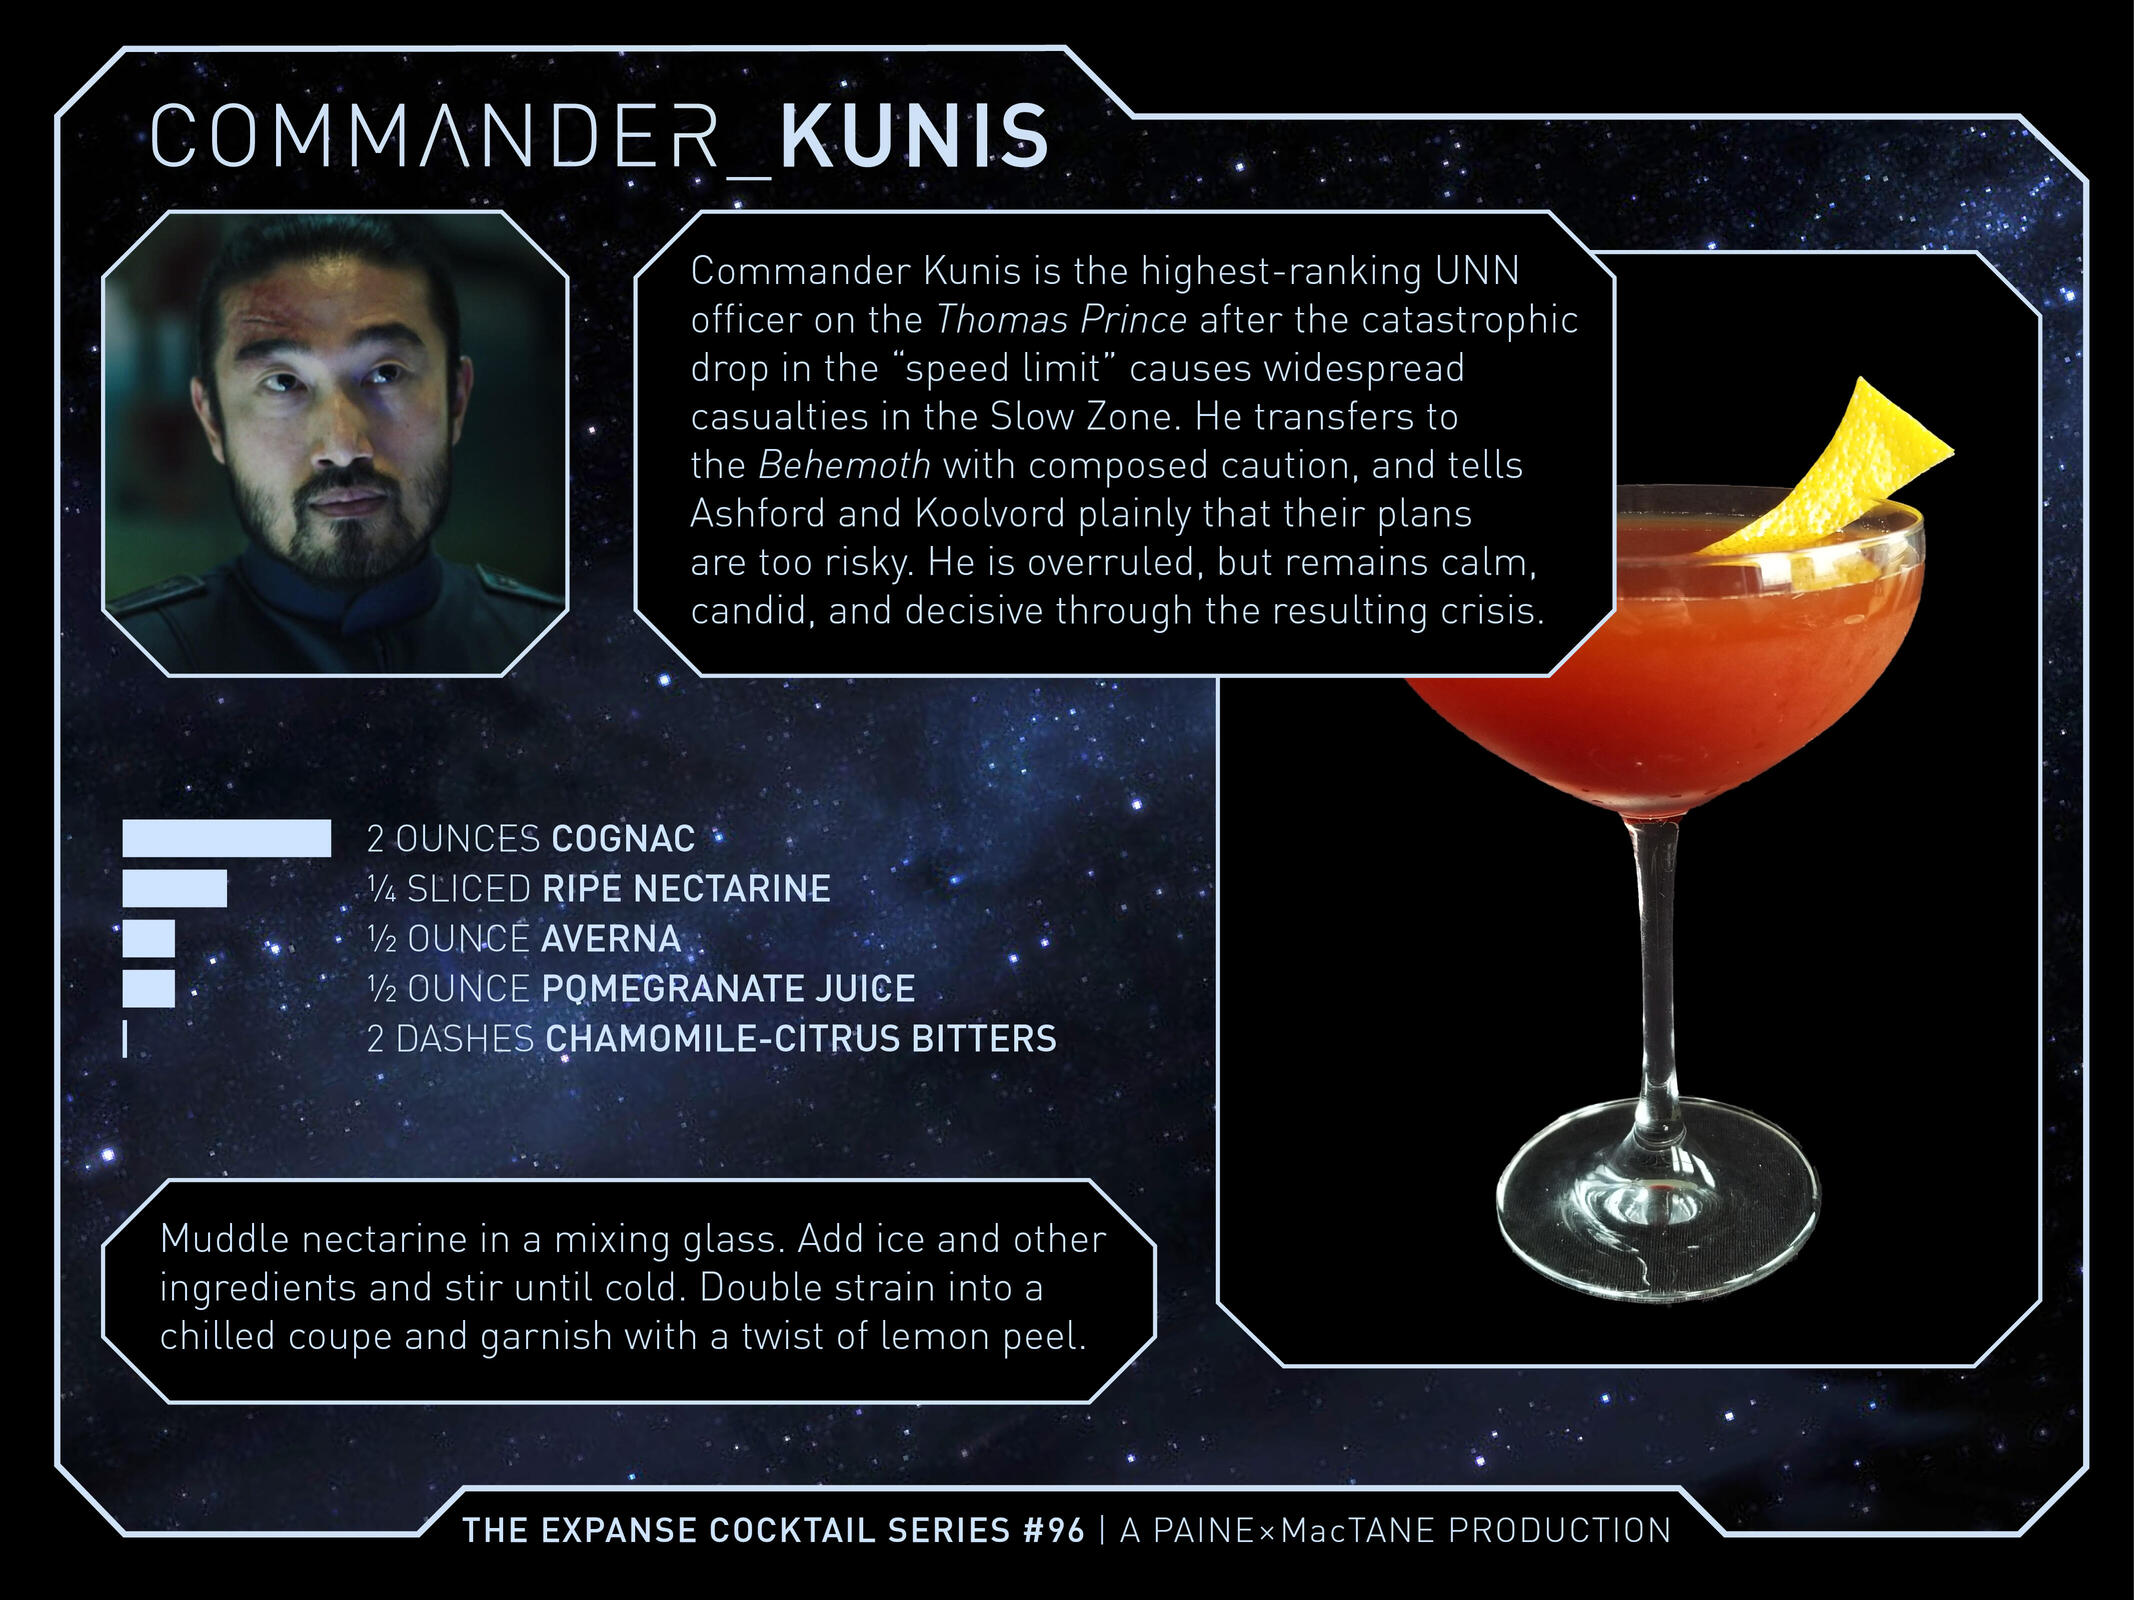 COMMANDER_KUNIS
Commander Kunis is the highest-ranking UNN
officer on the Thomas Prince after the catastrophic
drop in the “speed limit” causes widespread
casualties in the Slow Zone. He transfers to
the Behemoth with composed caution, and tells
Ashford and Koolvord plainly that their plans
are too risky. He is overruled, but remains calm,
candid, and decisive through the resulting crisis.
2 OUNCES COGNAC
¼ SLICED RIPE NECTARINE
½ OUNCE AVERNA
½ OUNCE POMEGRANATE JUICE
2 DASHES CHAMOMILE-CITRUS BITTERS
Muddle nectarine in a mixing glass. Add ice and other
ingredients and stir until cold. Double strain into a
chilled coupe and garnish with a twist of lemon peel.
THE EXPANSE COCKTAIL SERIES #96 | A PAINE×MacTANE PRODUCTION